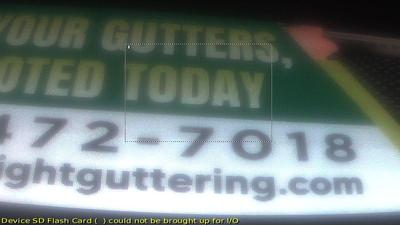 YOUR GUTTERS,
OTED TODAY
472-7018
ightguttering.com
Device SD Flash Card ( ) could not be brought up for I/O